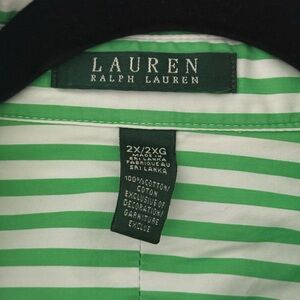 LAUREN
RALPH LAUREN
2X/2XG
MADE IN
SRI LANKA
FABRIQUE AU
SRI LANKA
100%COTTON/
COTON
EXCLUSIVE OF
DECORATION/
GARNITURE
EXCLUE